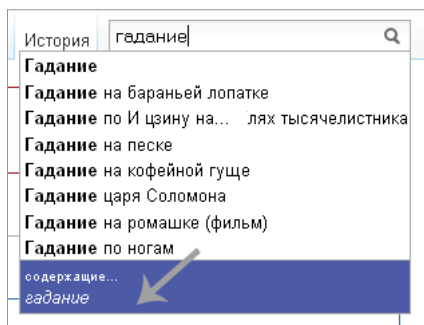 История гадание
Гадание
Гадание на бараньей лопатке
Гадание по И цзину на... лях тысячелистника
Гадание на песке
Гадание на кофейной гуще
Гадание царя Соломона
Гадание на ромашке (фильм)
Гадание по ногам
содержащие...
гадание